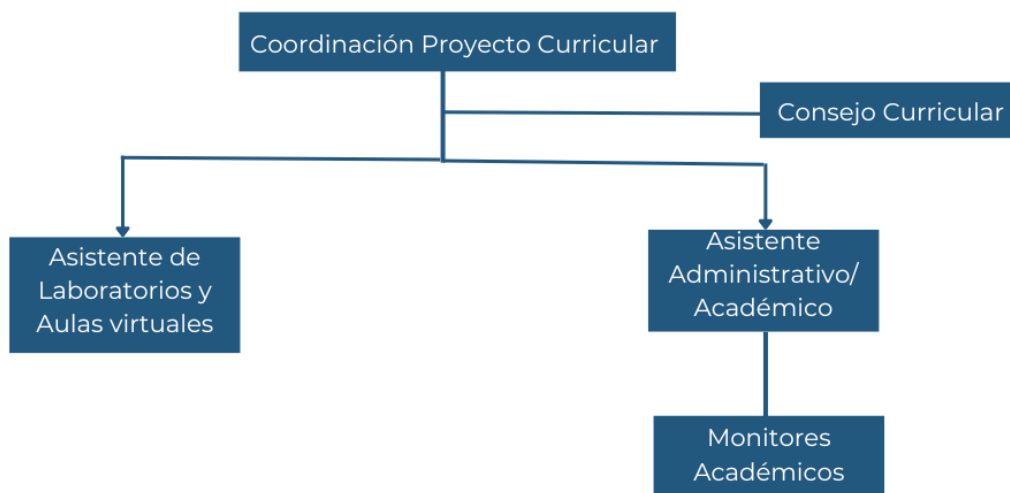 Coordinación Proyecto Curricular
Consejo Curricular
Asistente de
Laboratorios y
Aulas virtuales
Asistente
Administrativo/
Académico
Monitores
Académicos